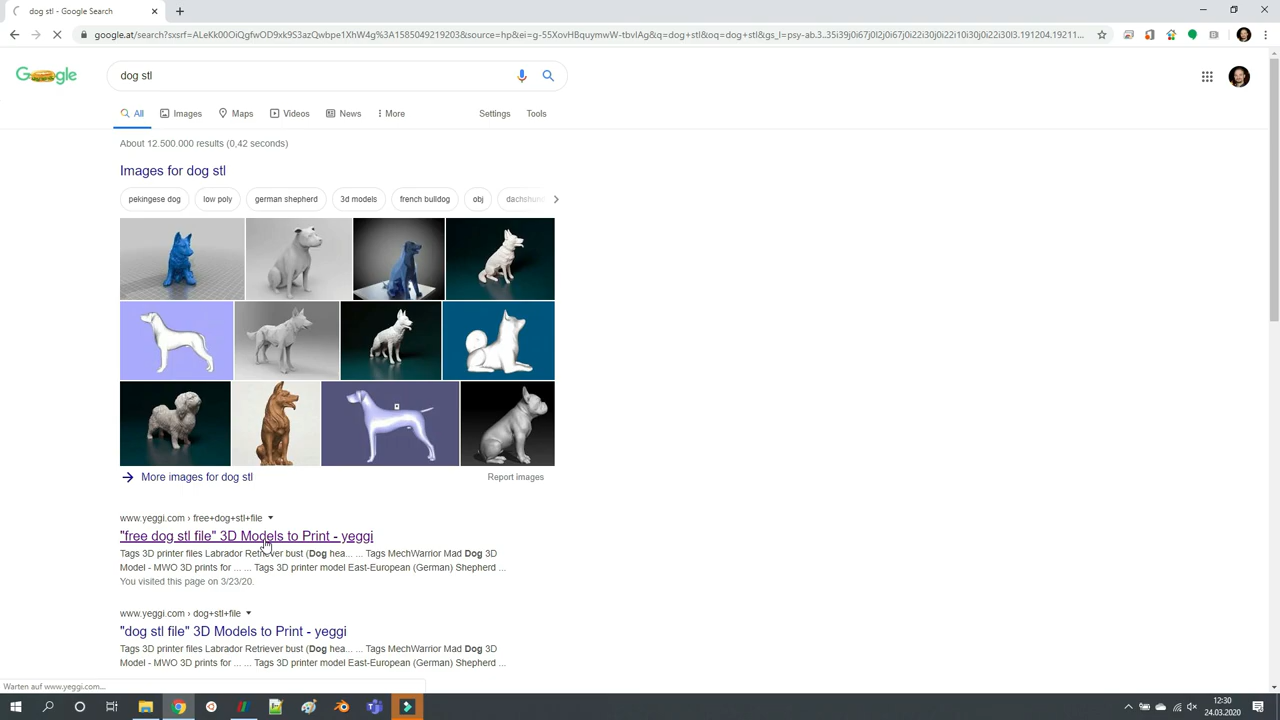 dog stl - Google Search
google.at/search?sxsrf=ALeKk00OiQgfwOD9xk9S3azQwbpe1XhW4g%3A1585049219203&source=hp&ei=g-55XovHBquymwW-tbvIAg&q=dog+stl&oq=dog+stl&gs_l=psy-ab.3..35i39j0i67j0l2j0i67j0i22i30j0i22i10i30j0i22i30l3.191204.19211...
Google
dog stl
All Images Maps Videos News More Settings Tools
About 12.500.000 results (0,42 seconds)
Images for dog stl
pekingese dog low poly german shepherd 3d models french bulldog obj dachshund
More images for dog stl Report images
www.yeggi.com › free+dog+stl+file
"free dog stl file" 3D Models to Print - yeggi
Tags 3D printer files Labrador Retriever bust (Dog hea... ... Tags MechWarrior Mad Dog 3D
Model - MWO 3D prints for ... ... Tags 3D printer model East-European (German) Shepherd ...
You visited this page on 3/23/20.
www.yeggi.com › dog+stl+file
"dog stl file" 3D Models to Print - yeggi
Tags 3D printer files Labrador Retriever bust (Dog hea... ... Tags MechWarrior Mad Dog 3D
Model - MWO 3D prints for ... ... Tags 3D printer model East-European (German) Shepherd ...
Warten auf www.yeggi.com...
12:30
24.03.2020